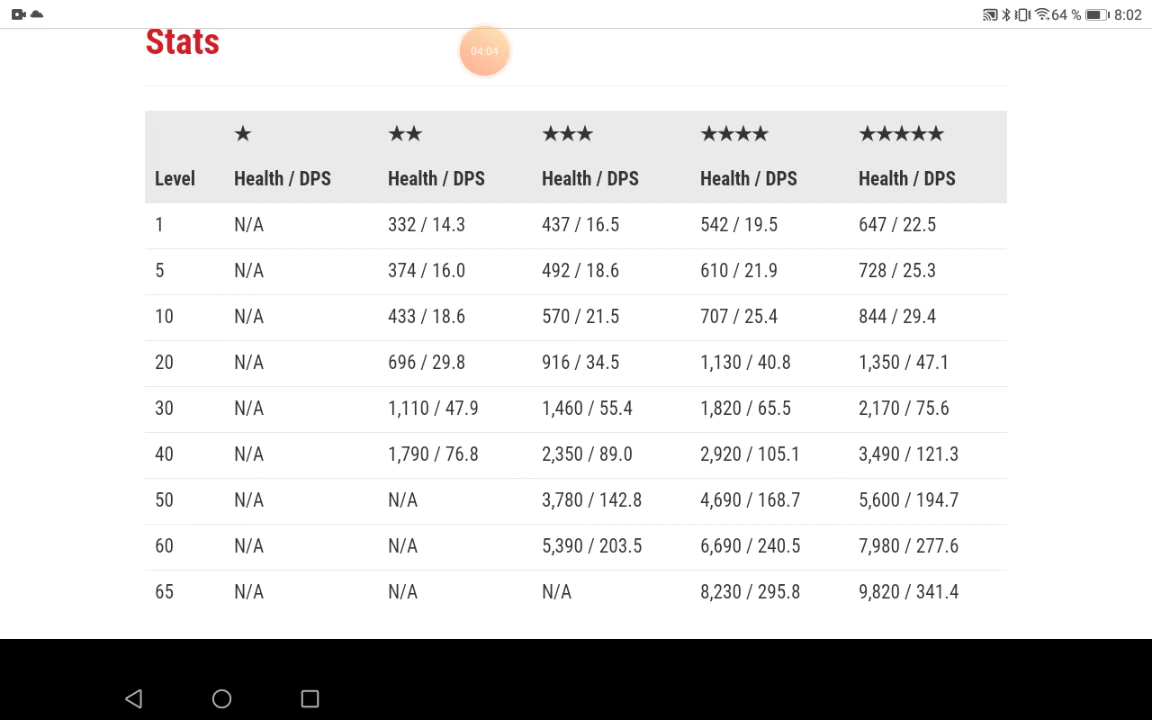 64 % 8:02
Stats
04:04
★ ★★ ★★★ ★★★★ ★★★★★
Level Health / DPS Health / DPS Health / DPS Health / DPS Health / DPS
1 N/A 332 / 14.3 437 / 16.5 542 / 19.5 647 / 22.5
5 N/A 374 / 16.0 492 / 18.6 610 / 21.9 728 / 25.3
10 N/A 433 / 18.6 570 / 21.5 707 / 25.4 844 / 29.4
20 N/A 696 / 29.8 916 / 34.5 1,130 / 40.8 1,350 / 47.1
30 N/A 1,110 / 47.9 1,460 / 55.4 1,820 / 65.5 2,170 / 75.6
40 N/A 1,790 / 76.8 2,350 / 89.0 2,920 / 105.1 3,490 / 121.3
50 N/A N/A 3,780 / 142.8 4,690 / 168.7 5,600 / 194.7
60 N/A N/A 5,390 / 203.5 6,690 / 240.5 7,980 / 277.6
65 N/A N/A N/A 8,230 / 295.8 9,820 / 341.4